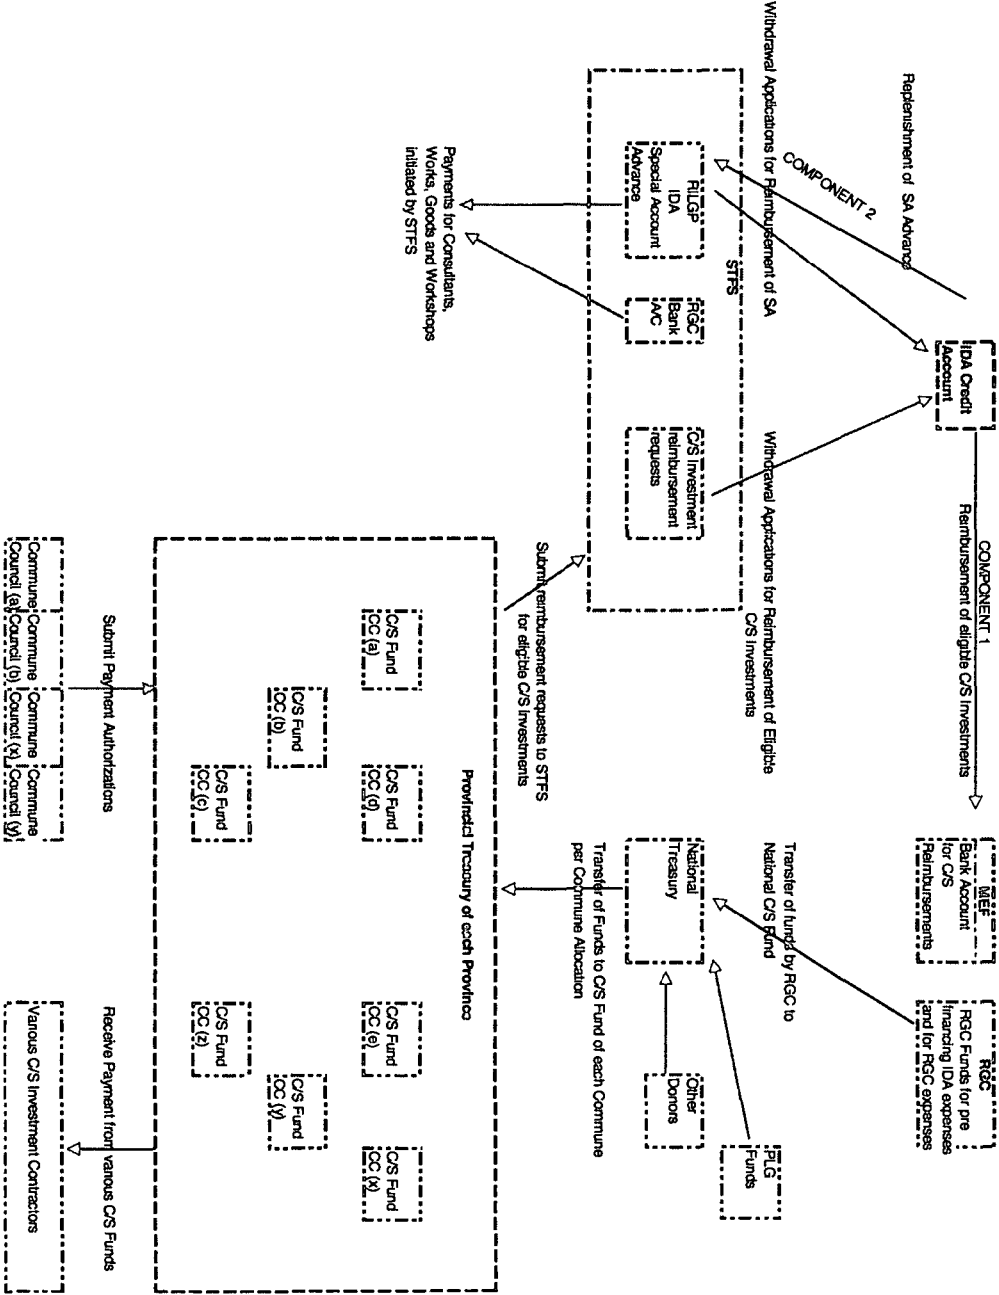 IDA Credit
Account
MEF
Bank Account
for C/S
Reimbursements
RGC
RGC Funds for pre
financing IDA expenses
and for RGC expenses
COMPONENT 1
Reimbursement of eligible C/S Investments
Replenishment of SA Advance
COMPONENT 2
Withdrawal Applications for Reimbursement of SA
Withdrawal Applications for Reimbursement of Eligible
C/S Investments
Transfer of funds by RGC to
National C/S Fund
PLG
Funds
STFS
RILGP
IDA
Special Account
Advance
RGC
Bank
A/C
C/S Investment
reimbursement
requests
National
Treasury
Other
Donors
Transfer of Funds to C/S Fund of each Commune
per Commune Allocation
Submit reimbursement requests to STFS
for eligible C/S Investments
Payments for Consultants,
Works, Goods and Workshops
initiated by STFS
Provincial Treasury of each Province
C/S Fund
CC (a)
C/S Fund
CC (d)
C/S Fund
CC (e)
C/S Fund
CC (x)
C/S Fund
CC (b)
C/S Fund
CC (y)
C/S Fund
CC (c)
C/S Fund
CC (z)
Submit Payment Authorizations
Receive Payment from various C/S Funds
Commune
Council (a)
Commune
Council (b)
Commune
Council (x)
Commune
Council (y)
Various C/S Investment Contractors